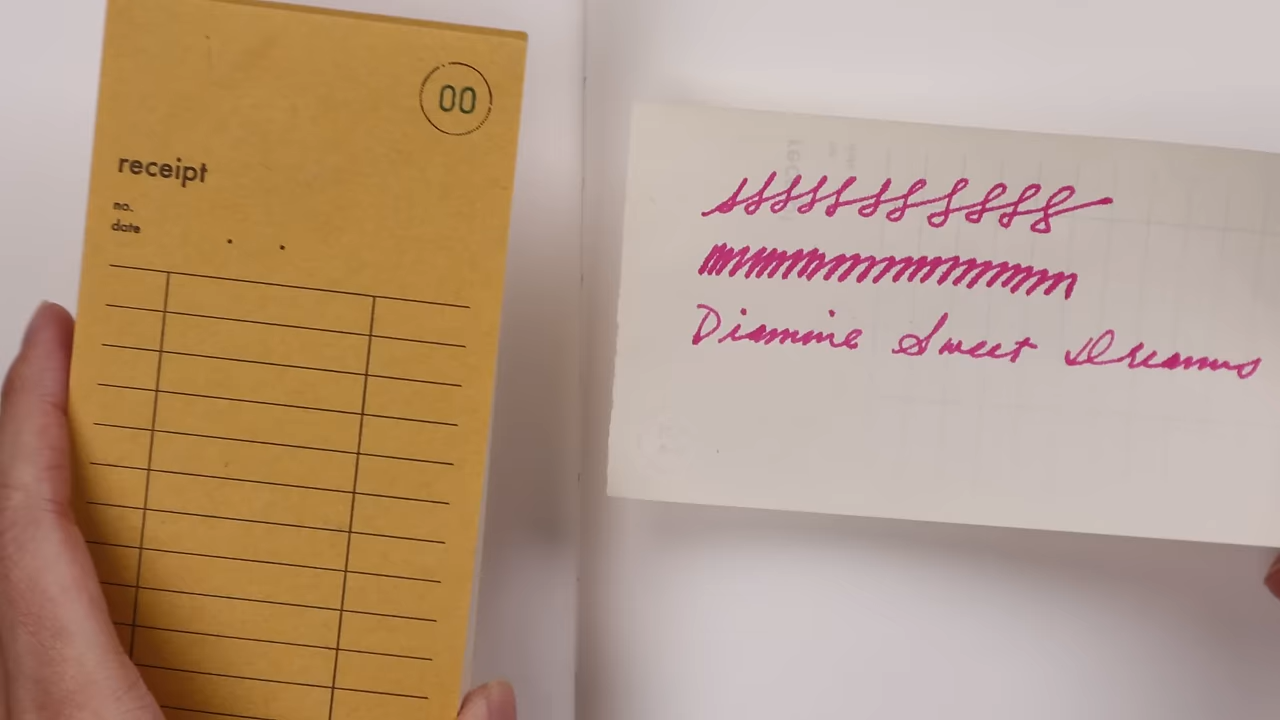 00
receipt
no.
date . .
Diamine Sweet Dreams